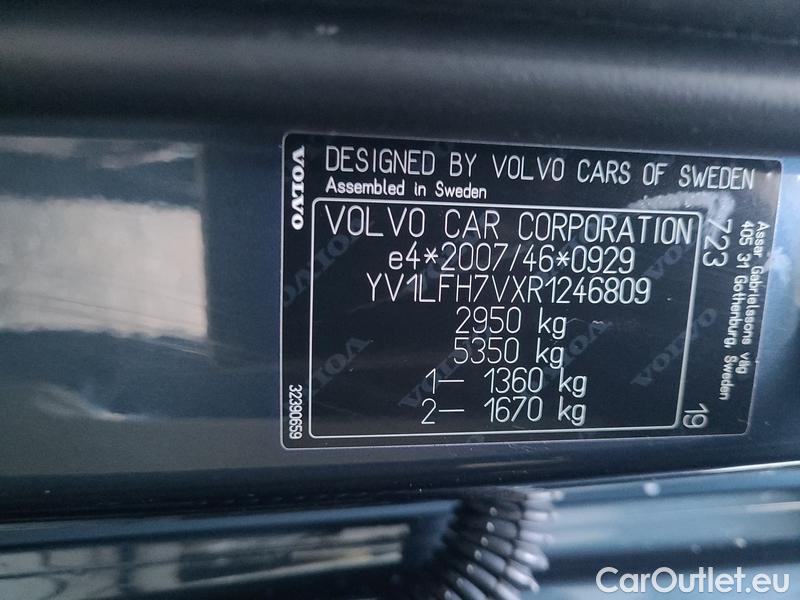 VOLVO
DESIGNED BY VOLVO CARS OF SWEDEN
Assembled in Sweden
VOLVO CAR CORPORATION
e4*2007/46*0929
YV1LFH7VXR1246809
2950 kg
5350 kg
1— 1360 kg
2— 1670 kg
723
19
Assar Gabrielssons väg
405 31 Gothenburg, Sweden
32390659
CarOutlet.eu